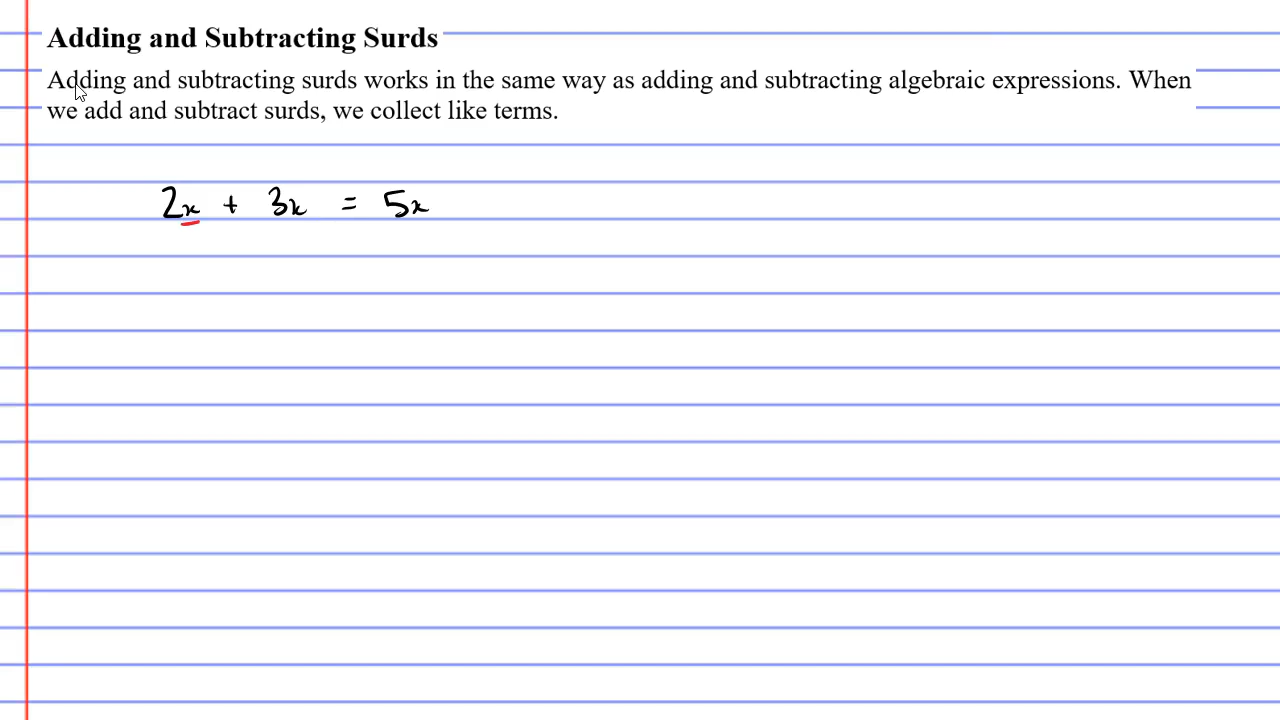 Adding and Subtracting Surds
Adding and subtracting surds works in the same way as adding and subtracting algebraic expressions. When
we add and subtract surds, we collect like terms.
2x + 3x = 5x